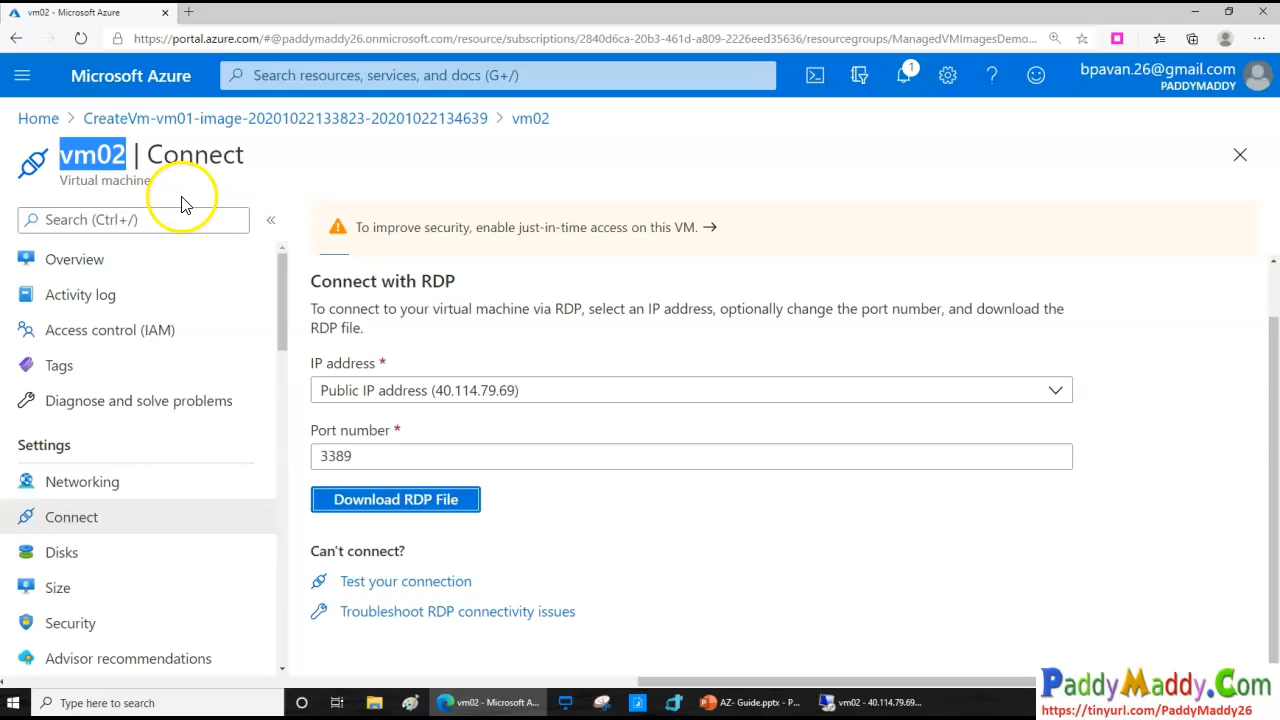 vm02 - Microsoft Azure
https://portal.azure.com/#@paddymaddy26.onmicrosoft.com/resource/subscriptions/2840d6ca-20b3-461d-a809-2226eed35636/resourcegroups/ManagedVMImagesDemo...
Microsoft Azure
Search resources, services, and docs (G+/)
1
bpavan.26@gmail.com
PADDYMADDY
Home > CreateVm-vm01-image-20201022133823-20201022134639 > vm02
vm02 | Connect
Virtual machine
Search (Ctrl+/)
«
To improve security, enable just-in-time access on this VM. →
Overview
Activity log
Access control (IAM)
Tags
Diagnose and solve problems
Settings
Networking
Connect
Disks
Size
Security
Advisor recommendations
Connect with RDP
To connect to your virtual machine via RDP, select an IP address, optionally change the port number, and download the
RDP file.
IP address *
Public IP address (40.114.79.69)
Port number *
3389
Download RDP File
Can't connect?
Test your connection
Troubleshoot RDP connectivity issues
PaddyMaddy.Com
https://tinyurl.com/PaddyMaddy26
Type here to search
vm02 - Microsoft A...
AZ- Guide.pptx - P...
vm02 - 40.114.79.69...